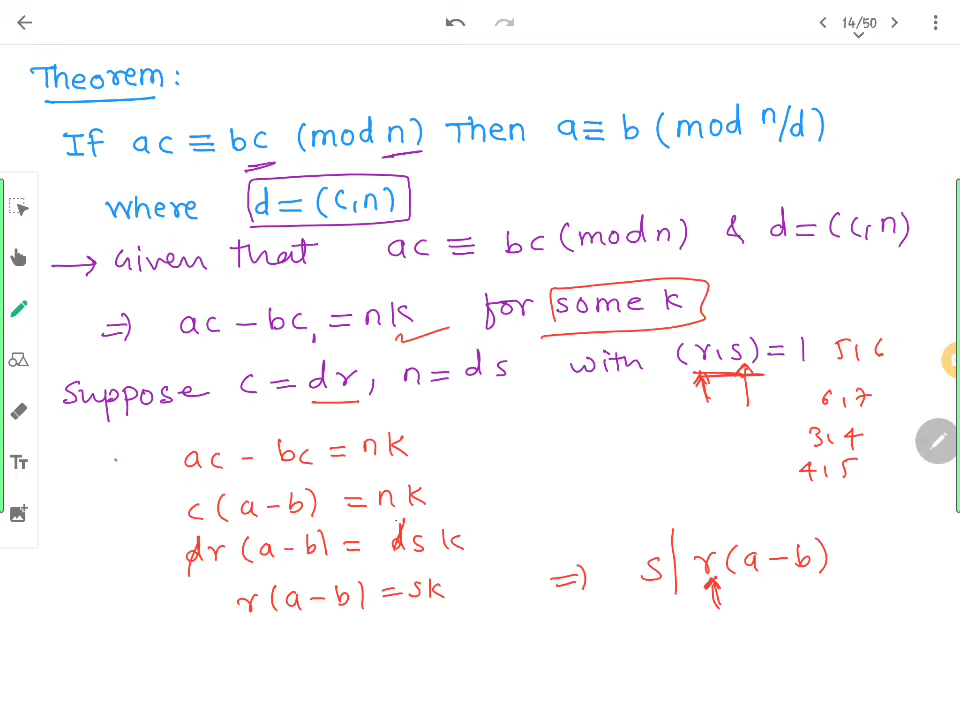 14/50
Theorem:
If ac ≡ bc (mod n) Then a ≡ b (mod n/d)
where d = (c, n)
→ Given that ac ≡ bc (mod n) & d = (c, n)
⇒ ac - bc, = nk for some k
Suppose c = dr, n = ds with (r, s) = 1 5, 6
6, 7
3, 4
4, 5
ac - bc = nk
c (a - b) = nk
dr (a - b) = dsk
r (a - b) = sk ⇒ s | r (a - b)
Tт